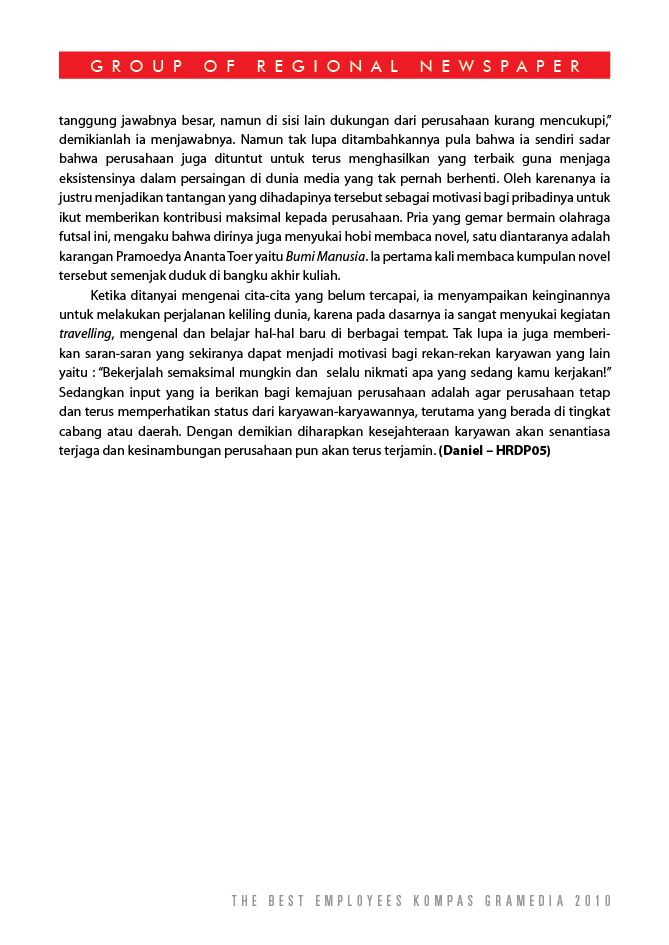 GROUP OF REGIONAL NEWSPAPER
tanggung jawabnya besar, namun di sisi lain dukungan dari perusahaan kurang mencukupi,”
demikianlah ia menjawabnya. Namun tak lupa ditambahkannya pula bahwa ia sendiri sadar
bahwa perusahaan juga dituntut untuk terus menghasilkan yang terbaik guna menjaga
eksistensinya dalam persaingan di dunia media yang tak pernah berhenti. Oleh karenanya ia
justru menjadikan tantangan yang dihadapinya tersebut sebagai motivasi bagi pribadinya untuk
ikut memberikan kontribusi maksimal kepada perusahaan. Pria yang gemar bermain olahraga
futsal ini, mengaku bahwa dirinya juga menyukai hobi membaca novel, satu diantaranya adalah
karangan Pramoedya Ananta Toer yaitu Bumi Manusia. Ia pertama kali membaca kumpulan novel
tersebut semenjak duduk di bangku akhir kuliah.
Ketika ditanyai mengenai cita-cita yang belum tercapai, ia menyampaikan keinginannya
untuk melakukan perjalanan keliling dunia, karena pada dasarnya ia sangat menyukai kegiatan
travelling, mengenal dan belajar hal-hal baru di berbagai tempat. Tak lupa ia juga memberi-
kan saran-saran yang sekiranya dapat menjadi motivasi bagi rekan-rekan karyawan yang lain
yaitu : “Bekerjalah semaksimal mungkin dan  selalu nikmati apa yang sedang kamu kerjakan!”
Sedangkan input yang ia berikan bagi kemajuan perusahaan adalah agar perusahaan tetap
dan terus memperhatikan status dari karyawan-karyawannya, terutama yang berada di tingkat
cabang atau daerah. Dengan demikian diharapkan kesejahteraan karyawan akan senantiasa
terjaga dan kesinambungan perusahaan pun akan terus terjamin. (Daniel – HRDP05)
THE BEST EMPLOYEES KOMPAS GRAMEDIA 2010